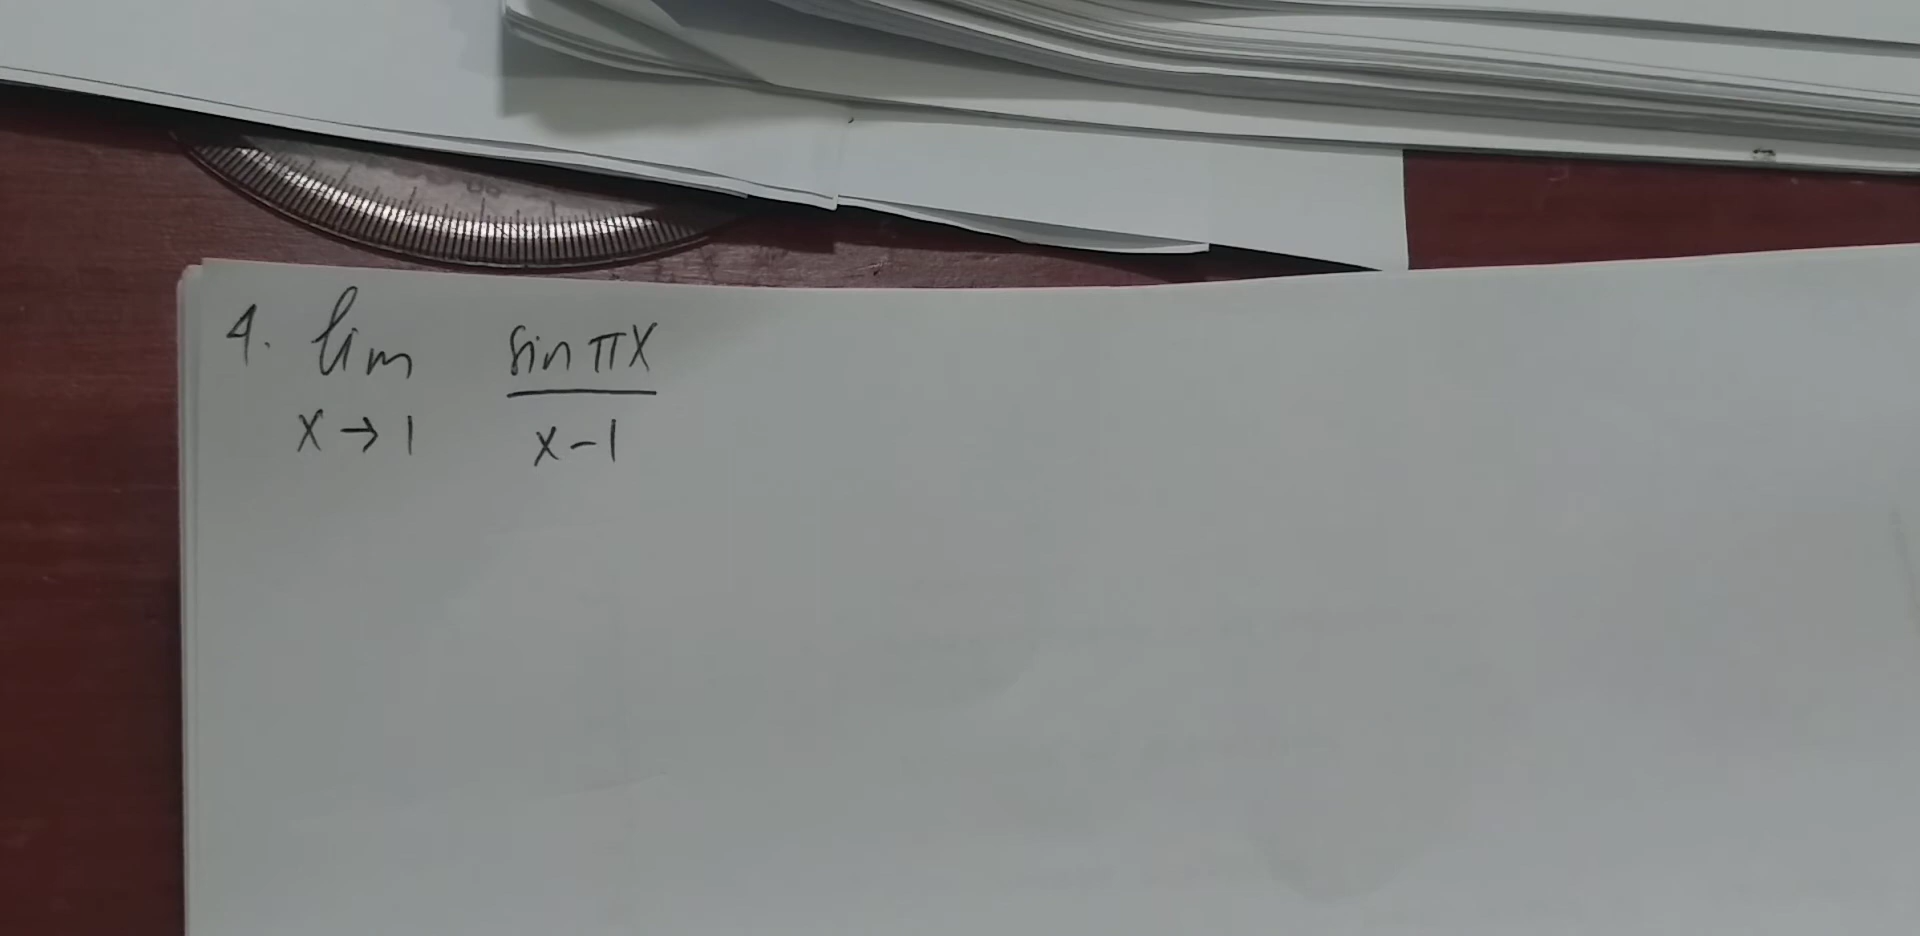 4. lim sin πx
x→1 x-1